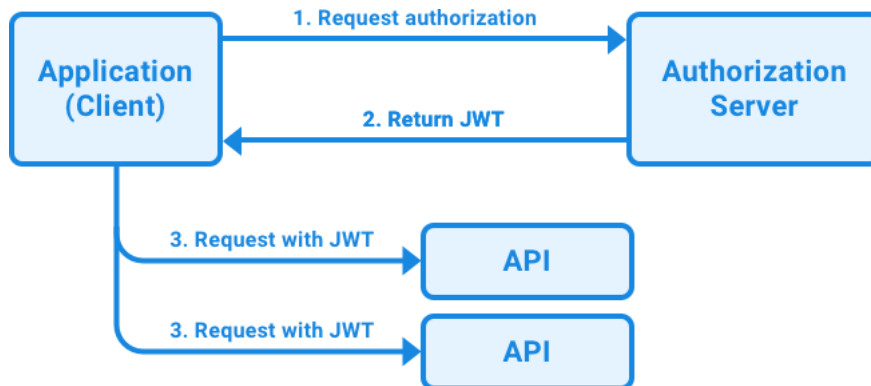 1. Request authorization
Application
(Client)
Authorization
Server
2. Return JWT
3. Request with JWT
API
3. Request with JWT
API